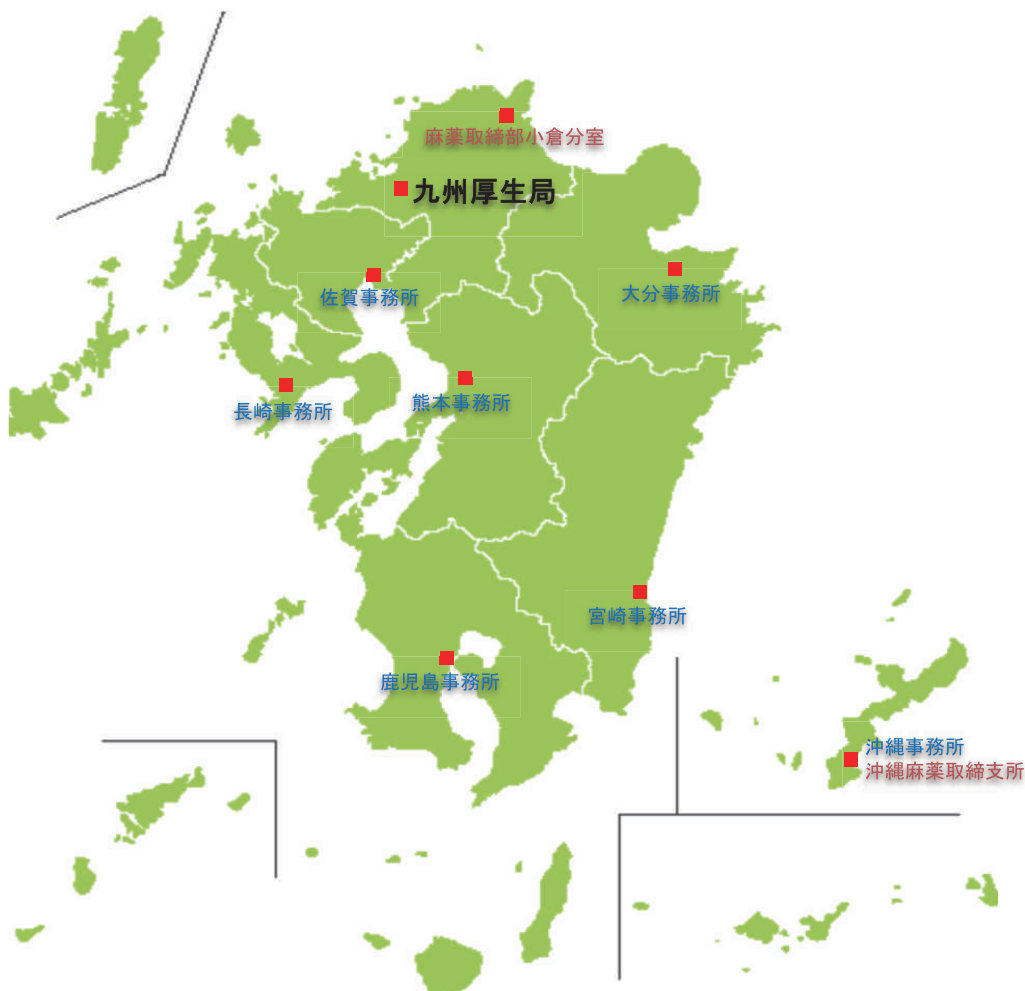 麻薬取締部小倉分室
九州厚生局
佐賀事務所
大分事務所
長崎事務所
熊本事務所
宮崎事務所
鹿児島事務所
沖縄事務所
沖縄麻薬取締支所